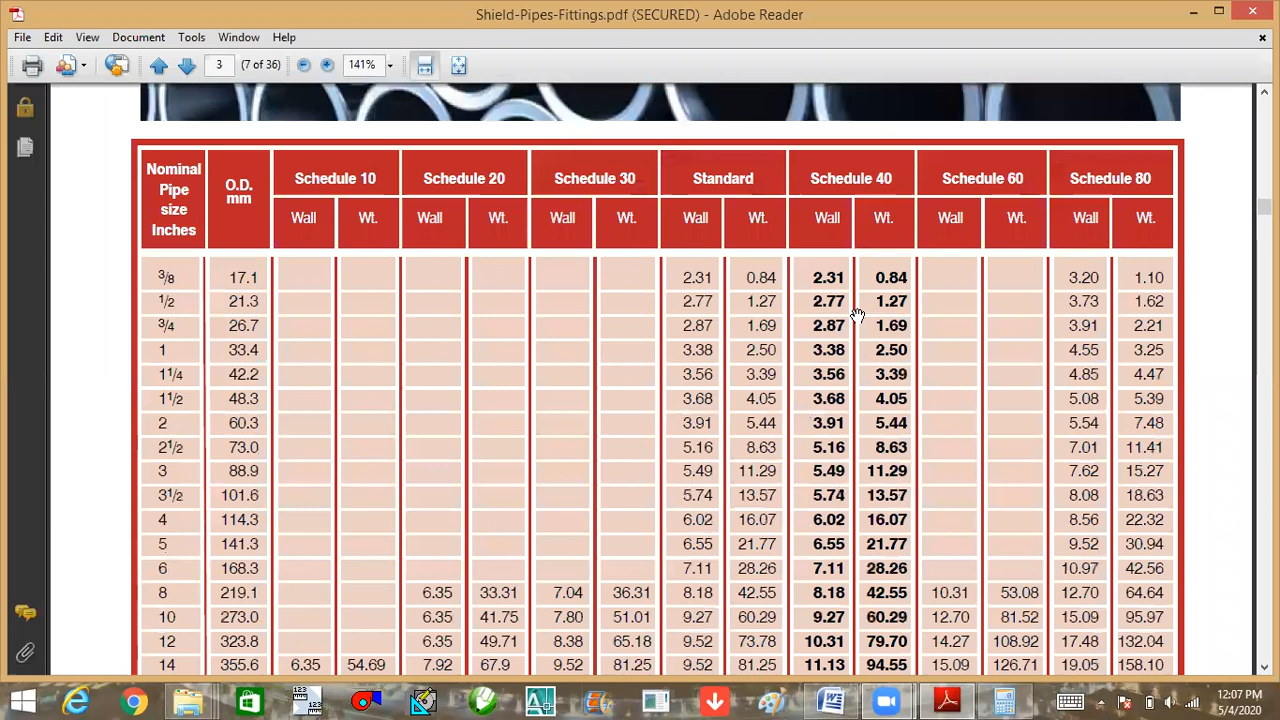 Shield-Pipes-Fittings.pdf (SECURED) - Adobe Reader
File Edit View Document Tools Window Help
3 (7 of 36) 141%
Nominal Pipe size Inches O.D. mm Schedule 10 Schedule 20 Schedule 30 Standard Schedule 40 Schedule 60 Schedule 80
Wall Wt. Wall Wt. Wall Wt. Wall Wt. Wall Wt. Wall Wt. Wall Wt.
3/8 17.1 2.31 0.84 2.31 0.84 3.20 1.10
1/2 21.3 2.77 1.27 2.77 1.27 3.73 1.62
3/4 26.7 2.87 1.69 2.87 1.69 3.91 2.21
1 33.4 3.38 2.50 3.38 2.50 4.55 3.25
1 1/4 42.2 3.56 3.39 3.56 3.39 4.85 4.47
1 1/2 48.3 3.68 4.05 3.68 4.05 5.08 5.39
2 60.3 3.91 5.44 3.91 5.44 5.54 7.48
2 1/2 73.0 5.16 8.63 5.16 8.63 7.01 11.41
3 88.9 5.49 11.29 5.49 11.29 7.62 15.27
3 1/2 101.6 5.74 13.57 5.74 13.57 8.08 18.63
4 114.3 6.02 16.07 6.02 16.07 8.56 22.32
5 141.3 6.55 21.77 6.55 21.77 9.52 30.94
6 168.3 7.11 28.26 7.11 28.26 10.97 42.56
8 219.1 6.35 33.31 7.04 36.31 8.18 42.55 8.18 42.55 10.31 53.08 12.70 64.64
10 273.0 6.35 41.75 7.80 51.01 9.27 60.29 9.27 60.29 12.70 81.52 15.09 95.97
12 323.8 6.35 49.71 8.38 65.18 9.52 73.78 10.31 79.70 14.27 108.92 17.48 132.04
14 355.6 6.35 54.69 7.92 67.9 9.52 81.25 9.52 81.25 11.13 94.55 15.09 126.71 19.05 158.10
12:07 PM
5/4/2020